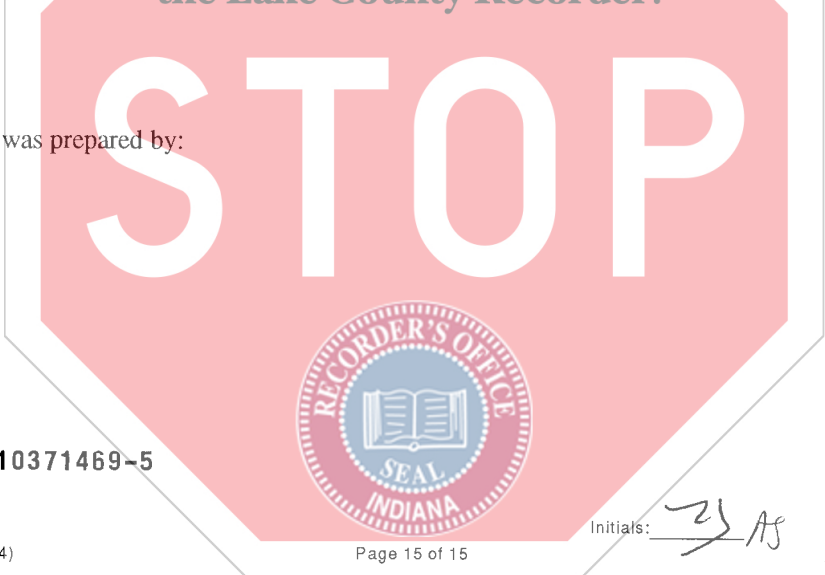 the Lake County Recorder!
STOP
was prepared by:
RECORDER'S OFFICE
SEAL
INDIANA
10371469-5
Initials: AS
4)
Page 15 of 15